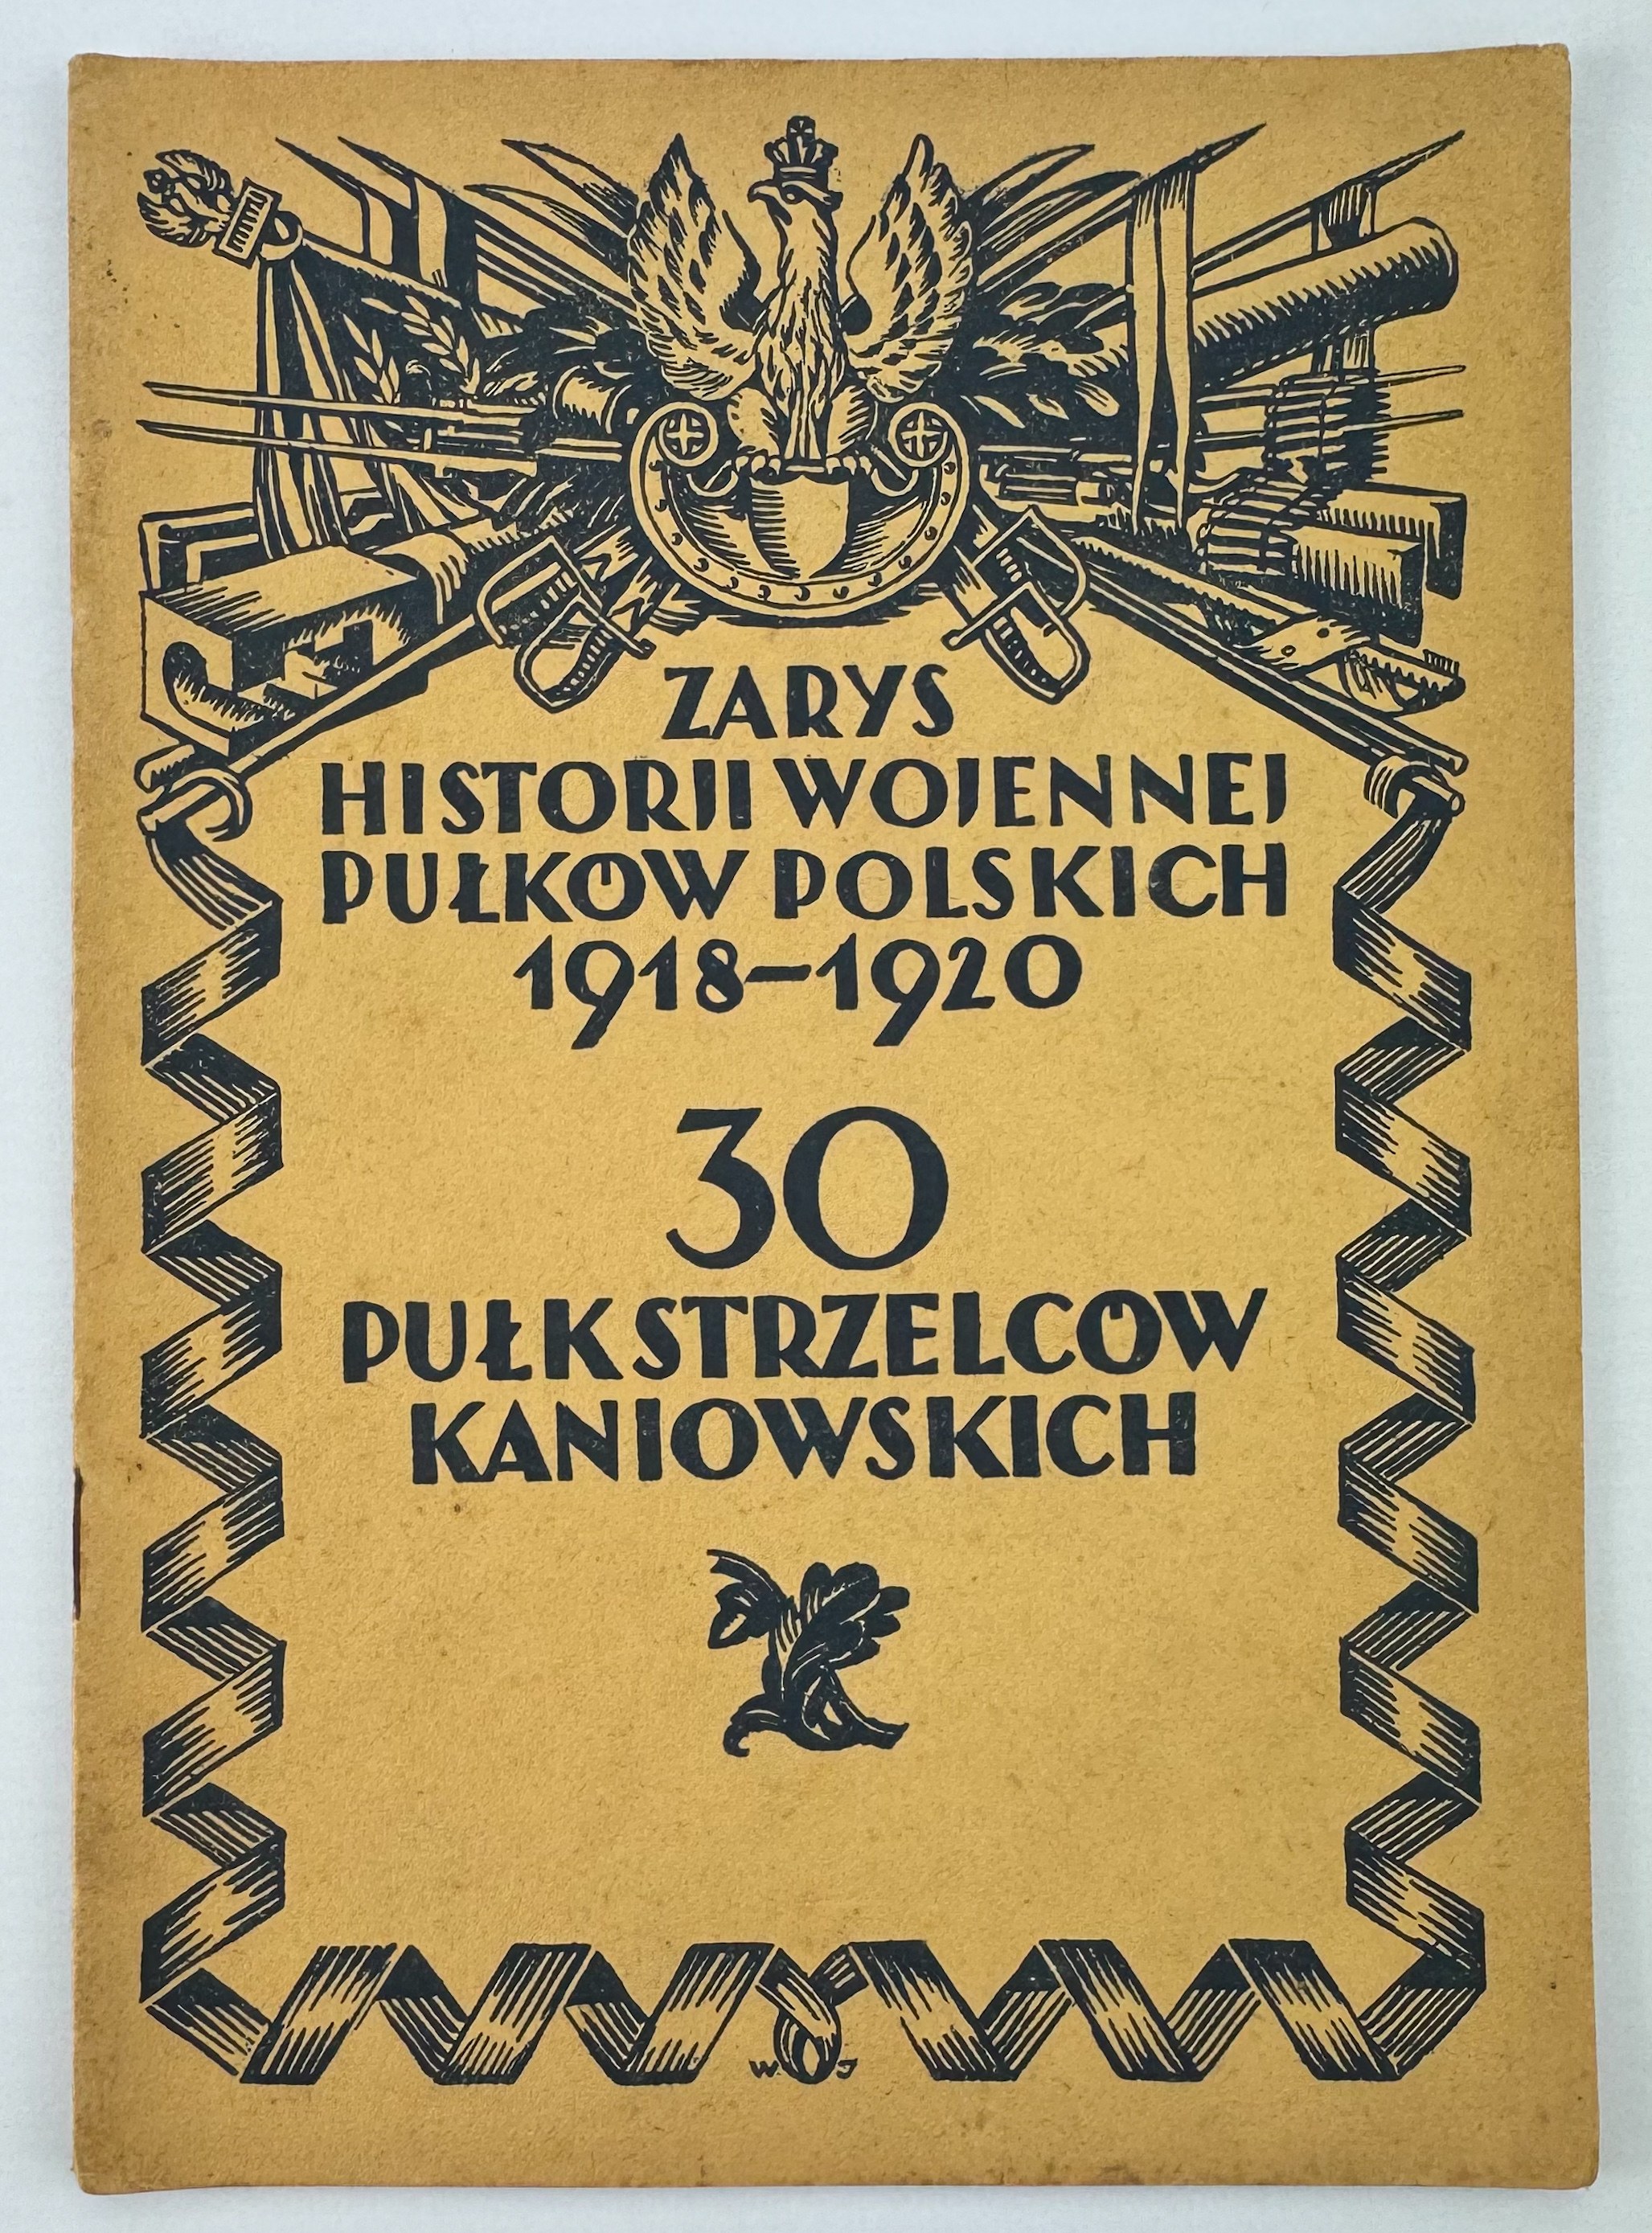 ZARYS
HISTORJI WOJENNEJ
PUŁKÓW POLSKICH
1918–1920
30
PUŁK STRZELCÓW
KANIOWSKICH
W. J